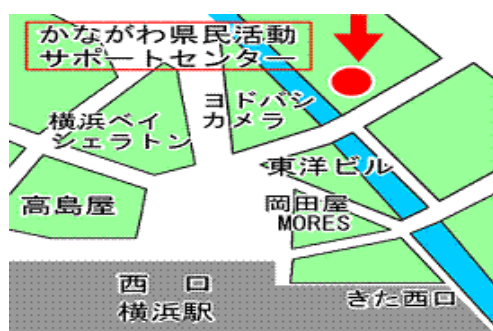 かながわ県民活動
サポートセンター
ヨドバシ
カメラ
横浜ベイ
シェラトン
東洋ビル
高島屋
岡田屋
MORES
西口
横浜駅
きた西口